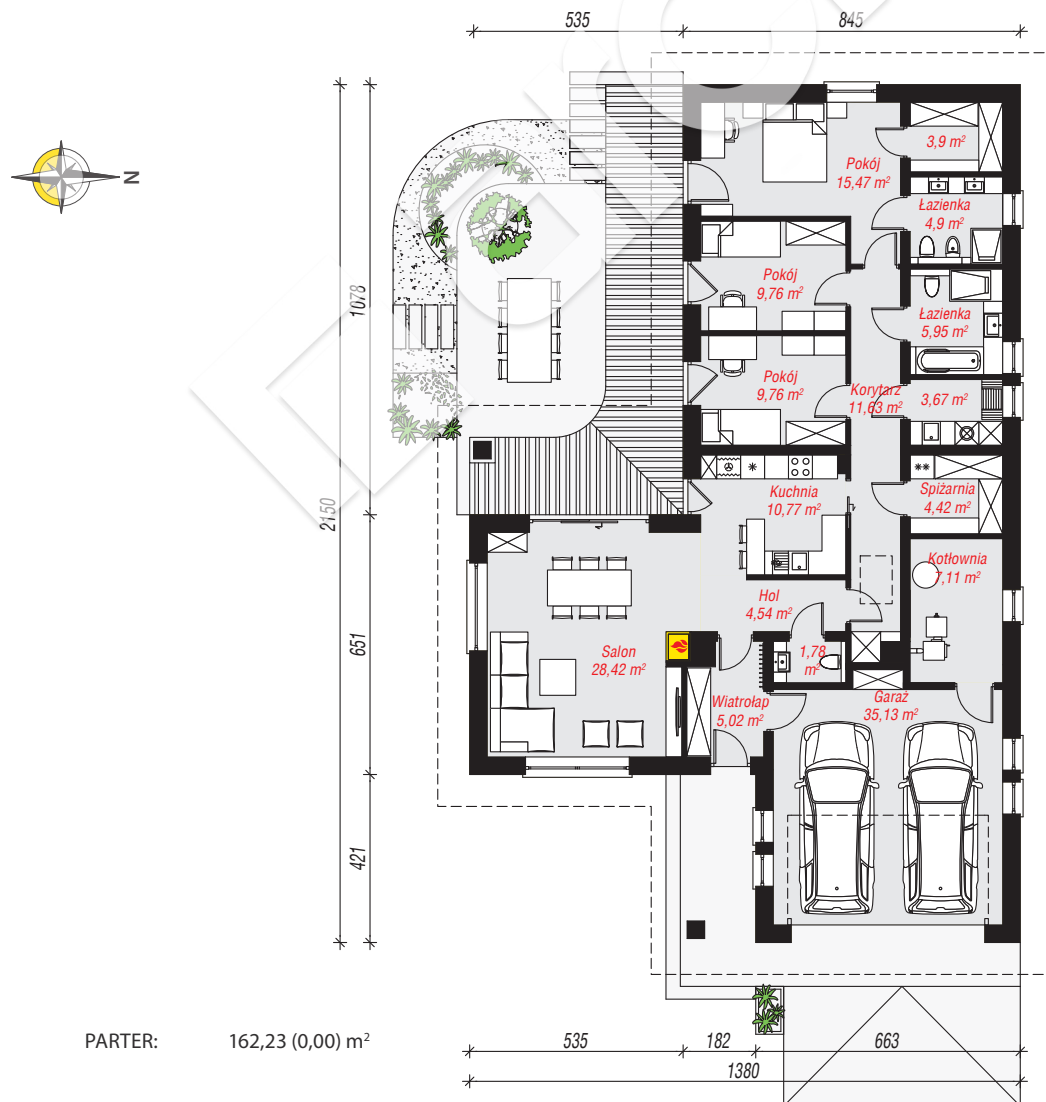 535
845
N
3,9 m²
Pokój
15,47 m²
Łazienka
4,9 m²
Pokój
9,76 m²
1078
Łazienka
5,95 m²
Pokój
9,76 m²
Korytarz
11,63 m²
3,67 m²
2150
Kuchnia
10,77 m²
Spiżarnia
4,42 m²
Kotłownia
7,11 m²
Hol
4,54 m²
651
Salon
28,42 m²
1,78
m²
Wiatrołap
5,02 m²
Garaż
35,13 m²
421
PARTER: 162,23 (0,00) m²
535
182
663
1380